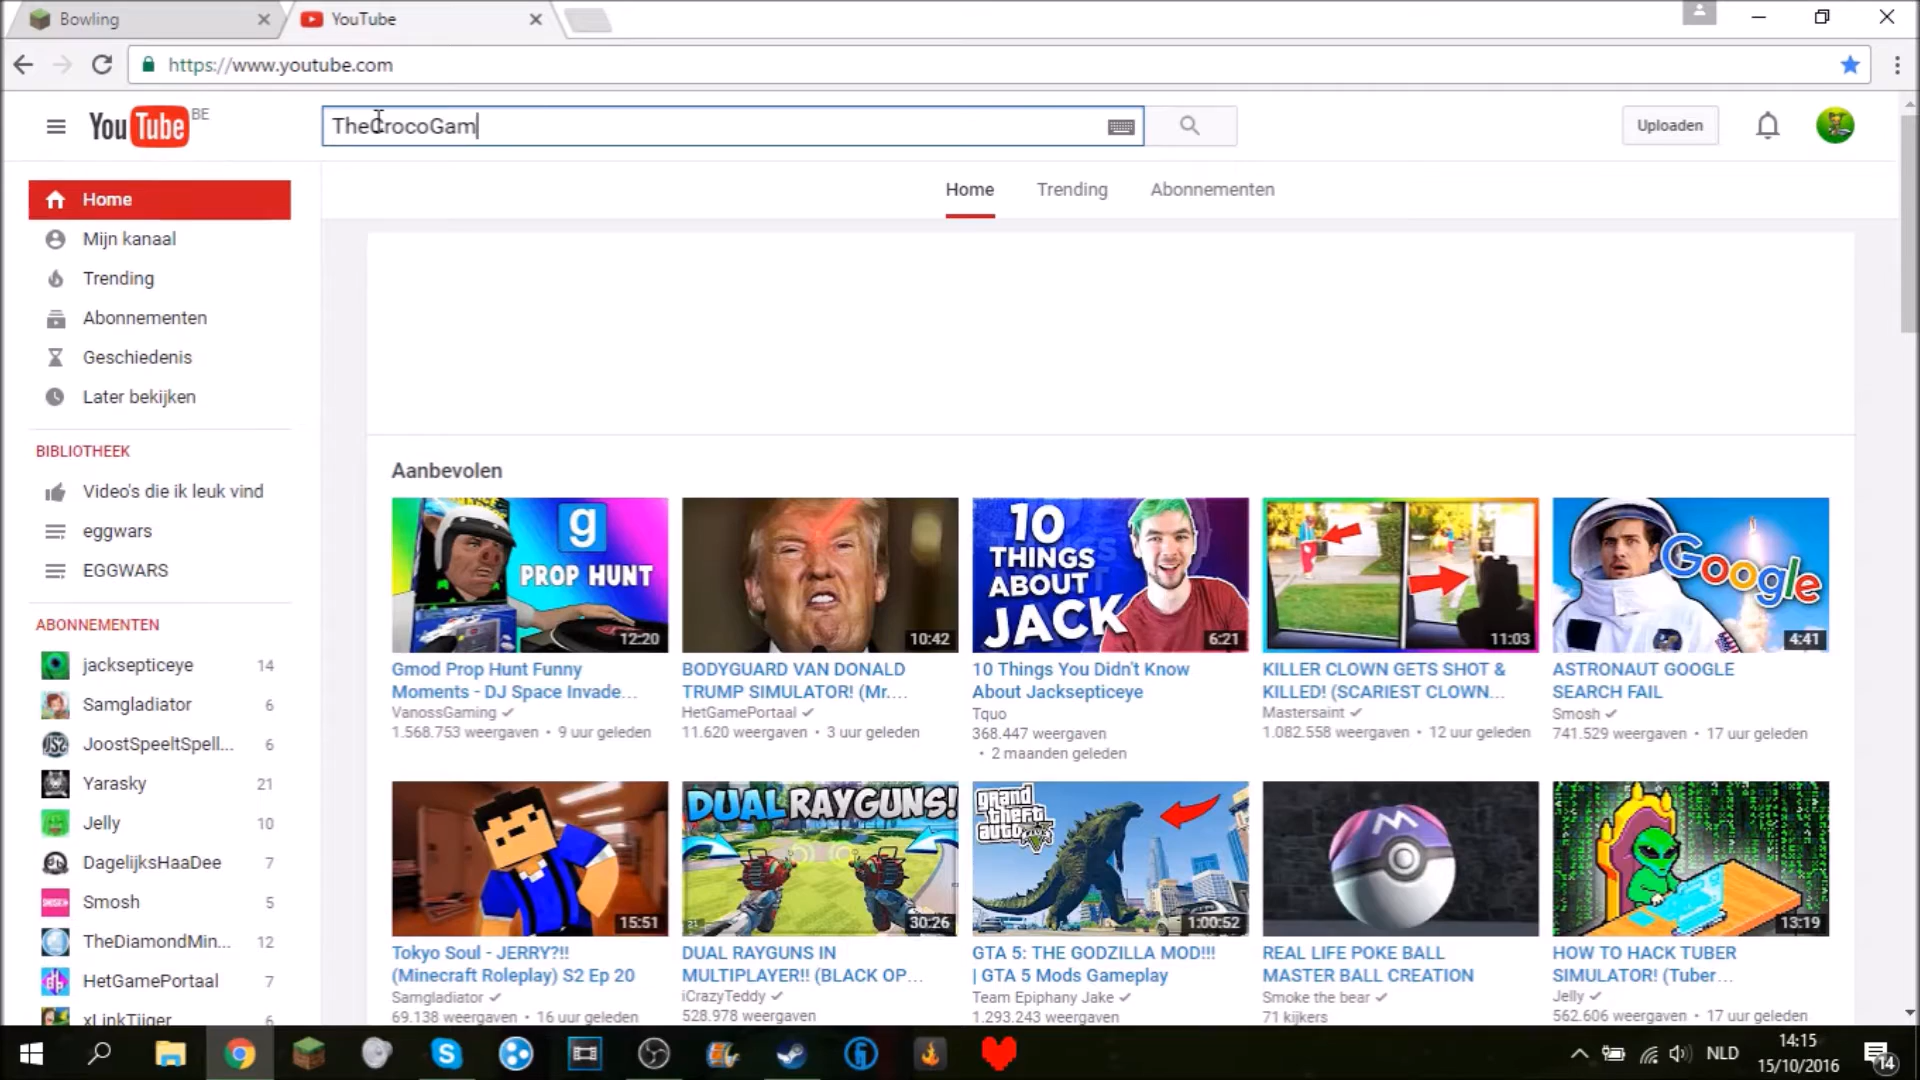 Bowling
YouTube
https://www.youtube.com
YouTube BE
TheCrocoGam
Uploaden
Home
Trending
Abonnementen
Home
Mijn kanaal
Trending
Abonnementen
Geschiedenis
Later bekijken
BIBLIOTHEEK
Video's die ik leuk vind
eggwars
EGGWARS
ABONNEMENTEN
jacksepticeye 14
Samgladiator 6
JoostSpeeltSpell... 6
Yarasky 21
Jelly 10
DagelijksHaaDee 7
Smosh 5
TheDiamondMin... 12
HetGamePortaal 7
xLinkTijger 6
Aanbevolen
g
PROP HUNT
12:20
Gmod Prop Hunt Funny
Moments - DJ Space Invade...
VanossGaming
1.568.753 weergaven • 9 uur geleden
10:42
BODYGUARD VAN DONALD
TRUMP SIMULATOR! (Mr....
HetGamePortaal
11.620 weergaven • 3 uur geleden
10
THINGS
ABOUT
JACK
6:21
10 Things You Didn't Know
About Jacksepticeye
Tquo
368.447 weergaven
• 2 maanden geleden
11:03
KILLER CLOWN GETS SHOT &
KILLED! (SCARIEST CLOWN...
Mastersaint
1.082.558 weergaven • 12 uur geleden
Google
4:41
ASTRONAUT GOOGLE
SEARCH FAIL
Smosh
741.529 weergaven • 17 uur geleden
15:51
Tokyo Soul - JERRY?!!
(Minecraft Roleplay) S2 Ep 20
Samgladiator
69.138 weergaven • 16 uur geleden
DUAL RAYGUNS!
30:26
DUAL RAYGUNS IN
MULTIPLAYER!! (BLACK OP...
iCrazyTeddy
528.978 weergaven
grand
theft
auto V
1:00:52
GTA 5: THE GODZILLA MOD!!!
| GTA 5 Mods Gameplay
Team Epiphany Jake
1.293.243 weergaven
M
REAL LIFE POKE BALL
MASTER BALL CREATION
Smoke the bear
71 kijkers
13:19
HOW TO HACK TUBER
SIMULATOR! (Tuber...
Jelly
562.606 weergaven • 17 uur geleden
NLD
14:15
15/10/2016
14